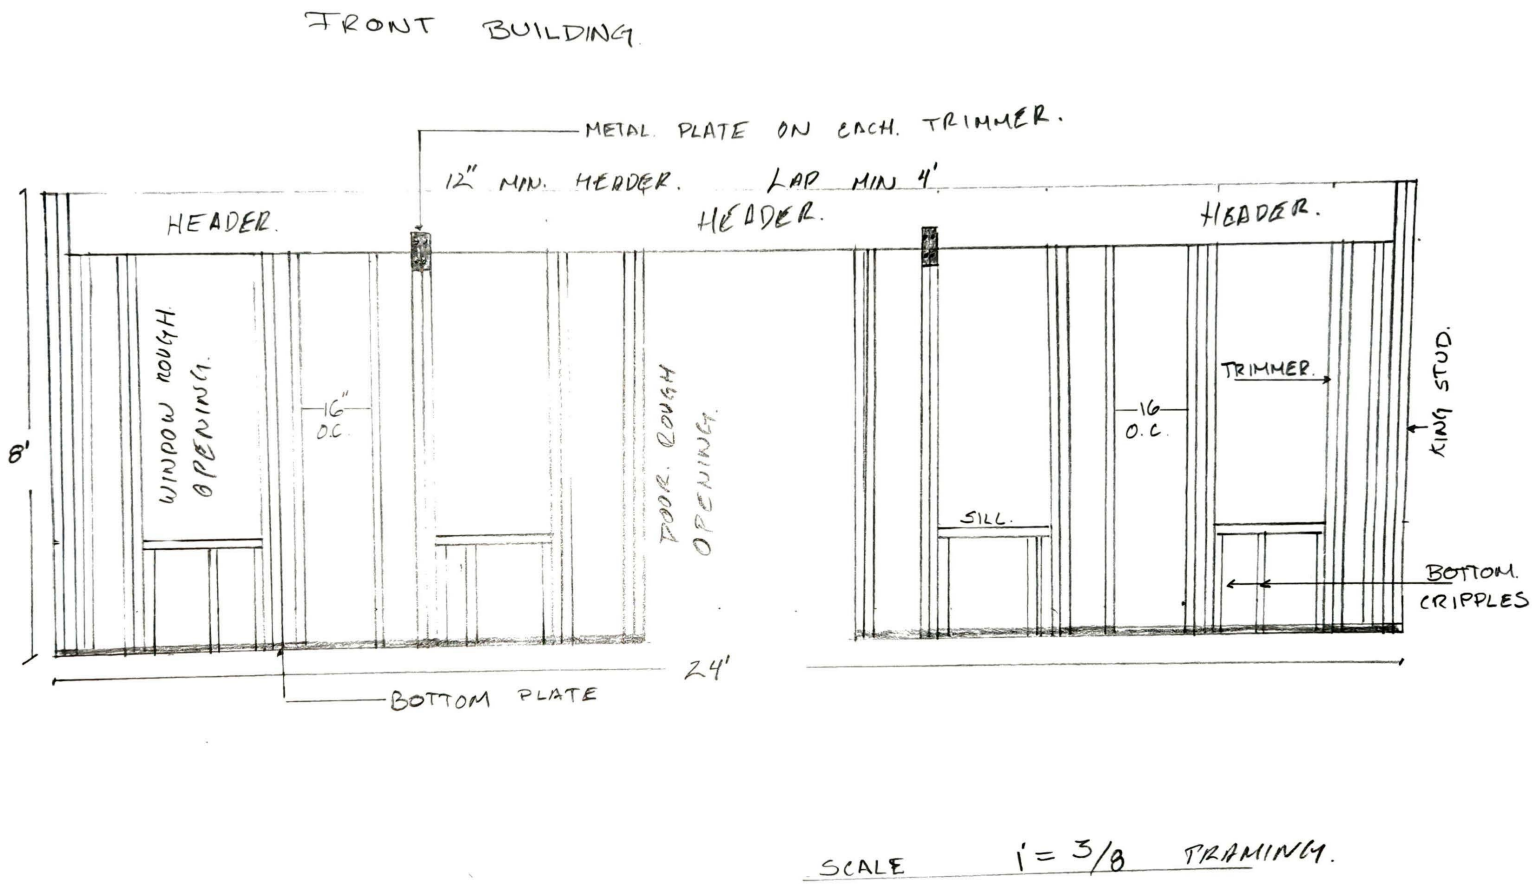 FRONT BUILDING.
METAL. PLATE ON EACH. TRIMMER.
12" MIN. HEADER. LAP MIN 4'
HEADER.
HEADER.
HEADER.
8'
WINDOW ROUGH.
OPENING.
16"
O.C.
DOOR. ROUGH
OPENING.
SILL.
16
O.C.
TRIMMER.
KING STUD.
BOTTOM.
CRIPPLES
24'
BOTTOM PLATE
SCALE 1 = 3/8 FRAMING.